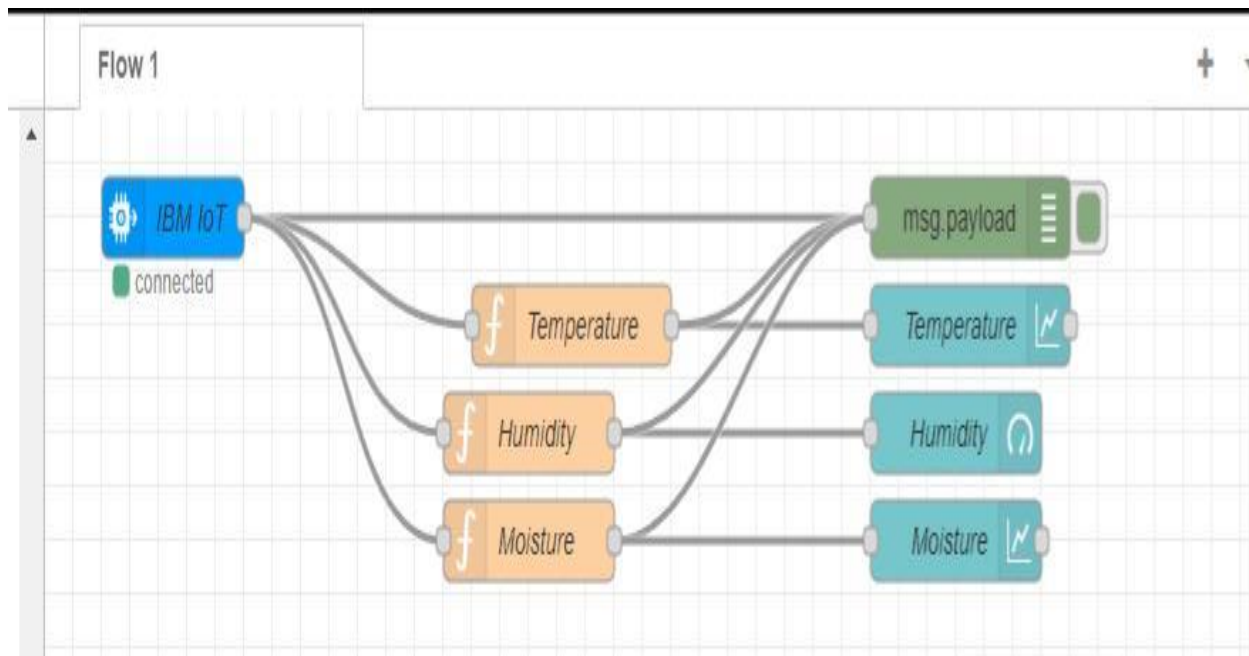 Flow 1
IBM IoT
msg.payload
connected
Temperature
Temperature
Humidity
Humidity
Moisture
Moisture